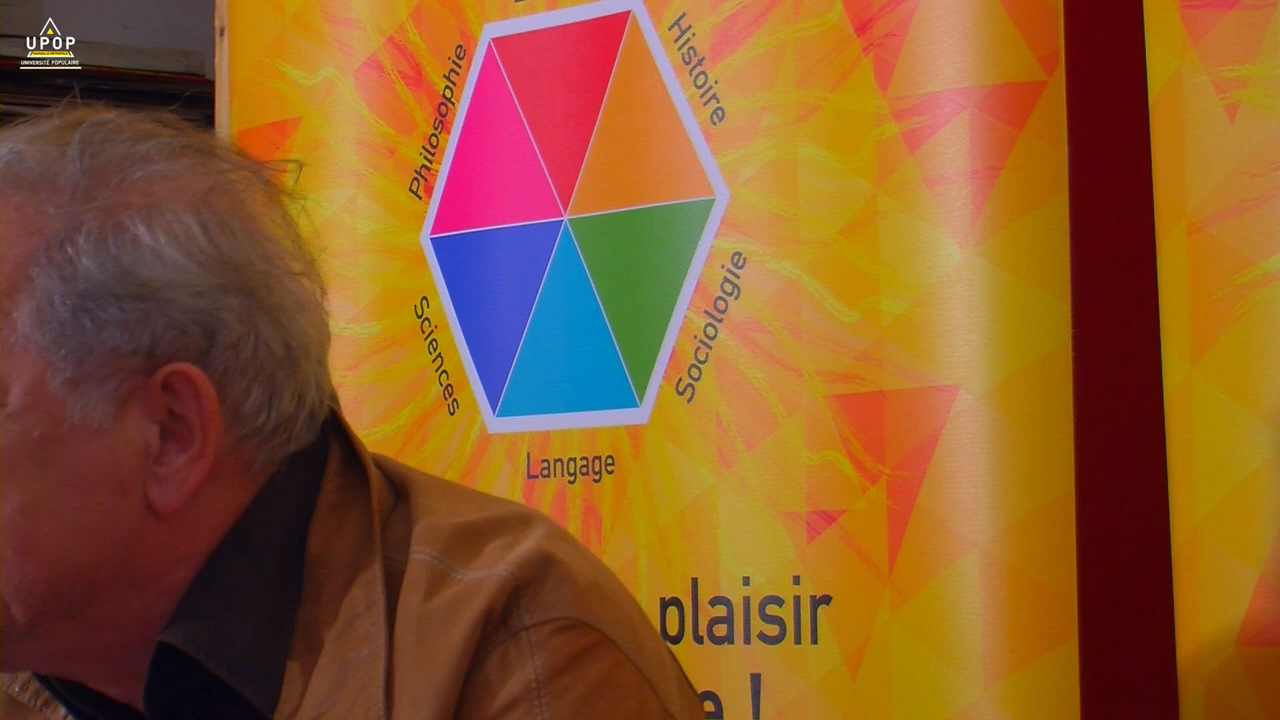 UPOP
UNIVERSITÉ POPULAIRE
Philosophie
Histoire
Sciences
Sociologie
Langage
plaisir
!